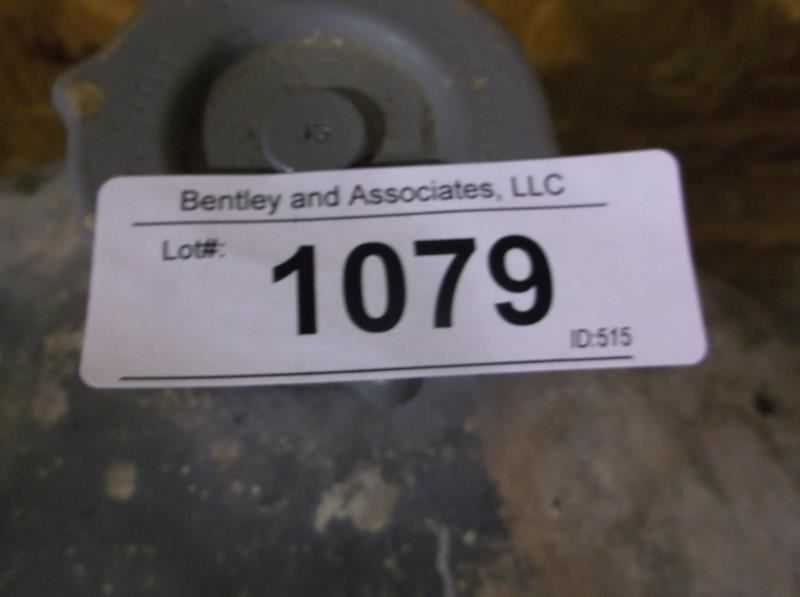 Bentley and Associates, LLC
Lot#:
1079
ID:515